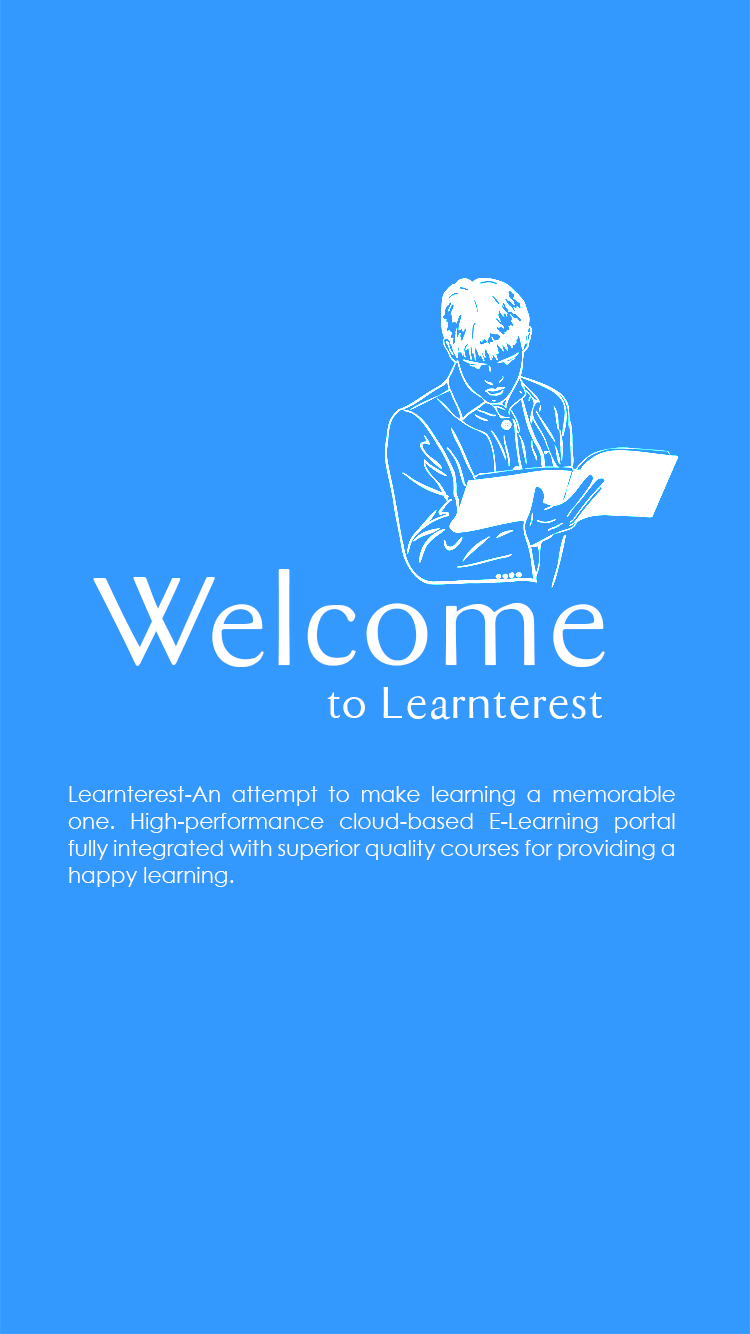 Welcome
to Learnterest
Learnterest-An attempt to make learning a memorable
one. High-performance cloud-based E-Learning portal
fully integrated with superior quality courses for providing a
happy learning.